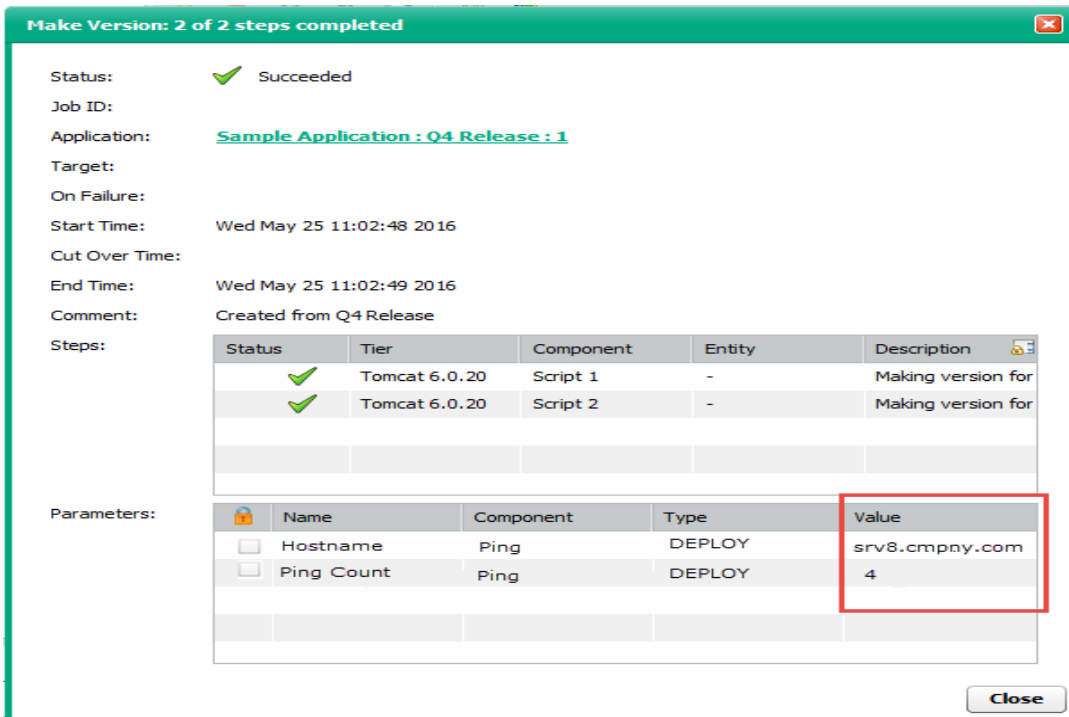 Make Version: 2 of 2 steps completed
Status: Succeeded
Job ID:
Application: Sample Application : Q4 Release : 1
Target:
On Failure:
Start Time: Wed May 25 11:02:48 2016
Cut Over Time:
End Time: Wed May 25 11:02:49 2016
Comment: Created from Q4 Release
Steps: Status Tier Component Entity Description
Tomcat 6.0.20 Script 1 - Making version for
Tomcat 6.0.20 Script 2 - Making version for
Parameters: Name Component Type Value
Hostname Ping DEPLOY srv8.cmpny.com
Ping Count Ping DEPLOY 4
Close